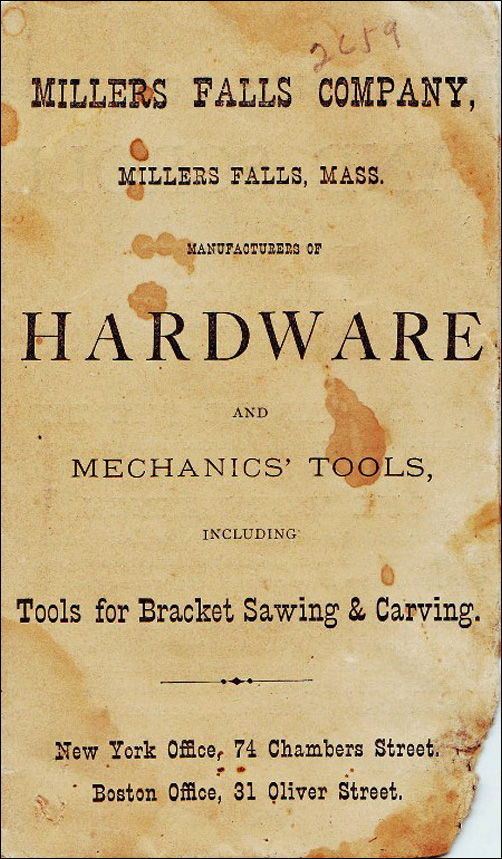 2659
MILLERS FALLS COMPANY,
MILLERS FALLS, MASS.
MANUFACTURERS OF
HARDWARE
AND
MECHANICS' TOOLS,
INCLUDING
Tools for Bracket Sawing & Carving.
New York Office, 74 Chambers Street.
Boston Office, 31 Oliver Street.